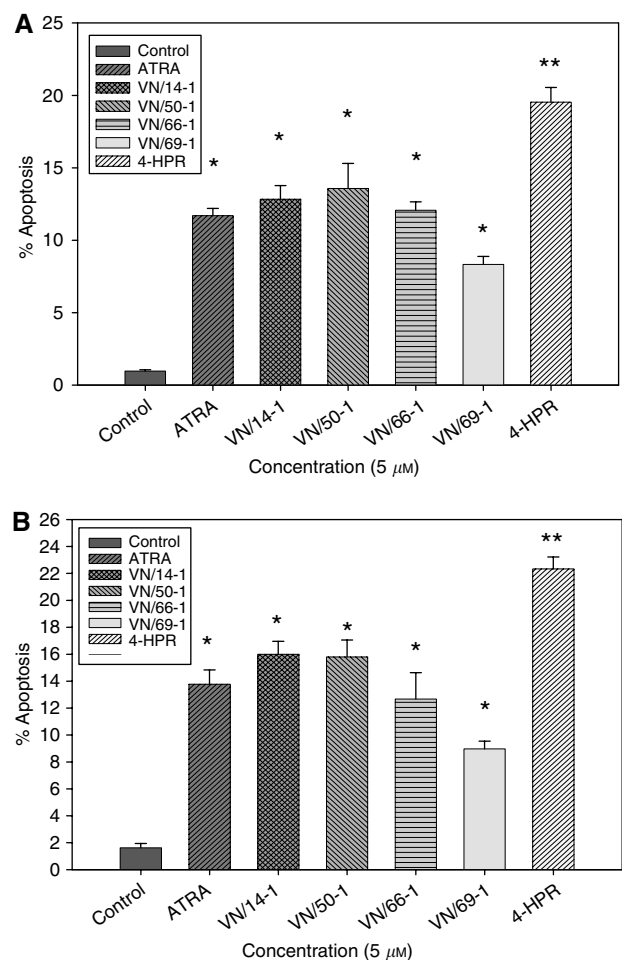 A
25
20
15
10
5
0
% Apoptosis
Control
ATRA
VN/14-1
VN/50-1
VN/66-1
VN/69-1
4-HPR
*
*
*
*
*
**
Control
ATRA
VN/14-1
VN/50-1
VN/66-1
VN/69-1
4-HPR
Concentration (5 μM)
B
26
24
22
20
18
16
14
12
10
8
6
4
2
0
% Apoptosis
Control
ATRA
VN/14-1
VN/50-1
VN/66-1
VN/69-1
4-HPR
*
*
*
*
*
**
Control
ATRA
VN/14-1
VN/50-1
VN/66-1
VN/69-1
4-HPR
Concentration (5 μM)